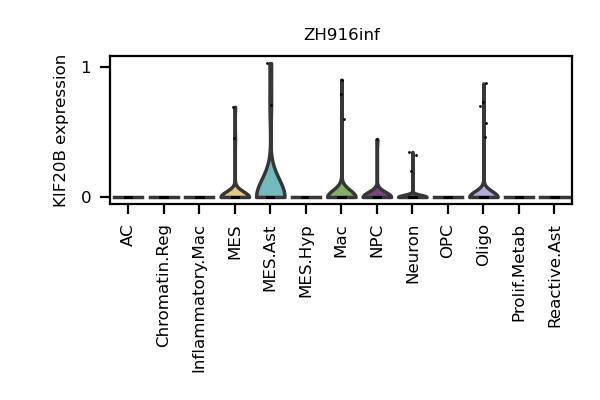 ZH916inf
KIF20B expression
1
0
AC
Chromatin.Reg
Inflammatory.Mac
MES
MES.Ast
MES.Hyp
Mac
NPC
Neuron
OPC
Oligo
Prolif.Metab
Reactive.Ast